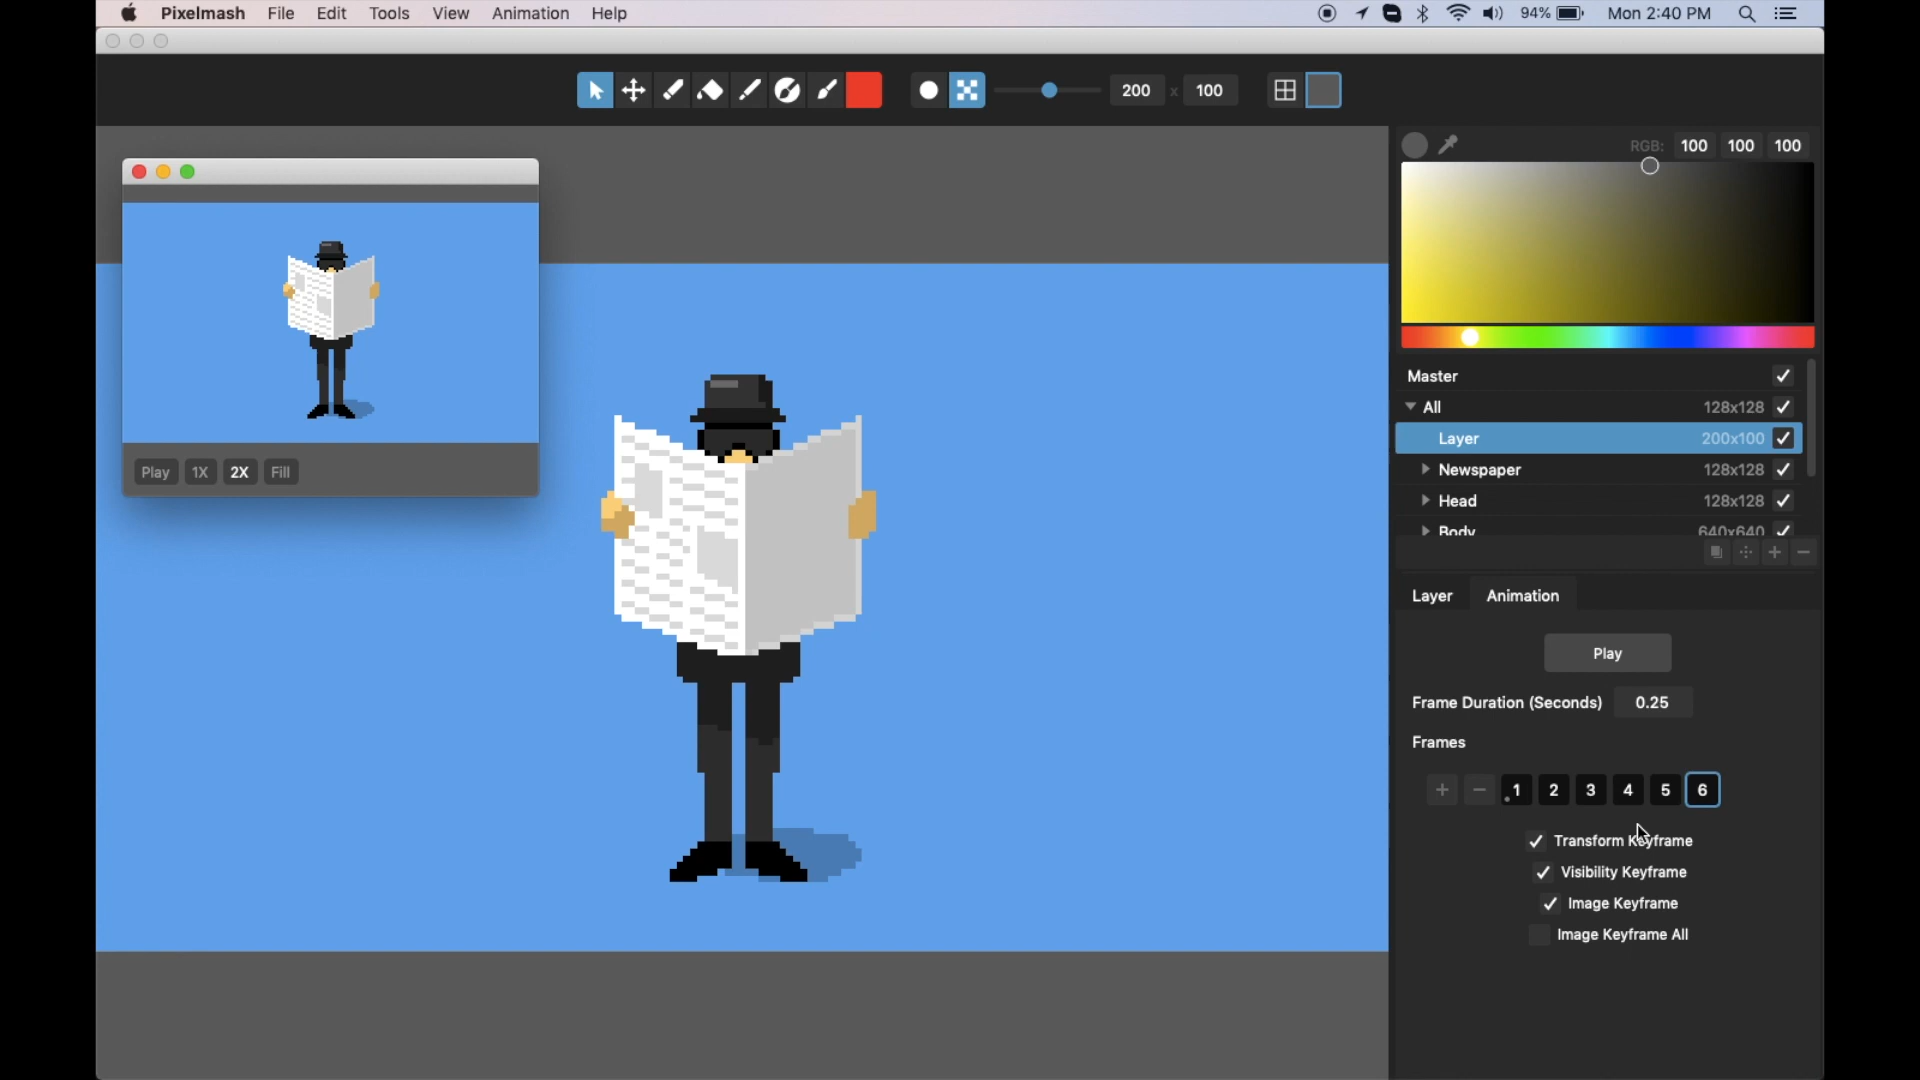 Pixelmash File Edit Tools View Animation Help 94% Mon 2:40 PM
200 x 100
RGB: 100 100 100
Master
All 128x128
Layer 200x100
Newspaper 128x128
Head 128x128
Body 640x640
Play 1X 2X Fill
Layer Animation
Play
Frame Duration (Seconds) 0.25
Frames
+ − 1 2 3 4 5 6
Transform Keyframe
Visibility Keyframe
Image Keyframe
Image Keyframe All